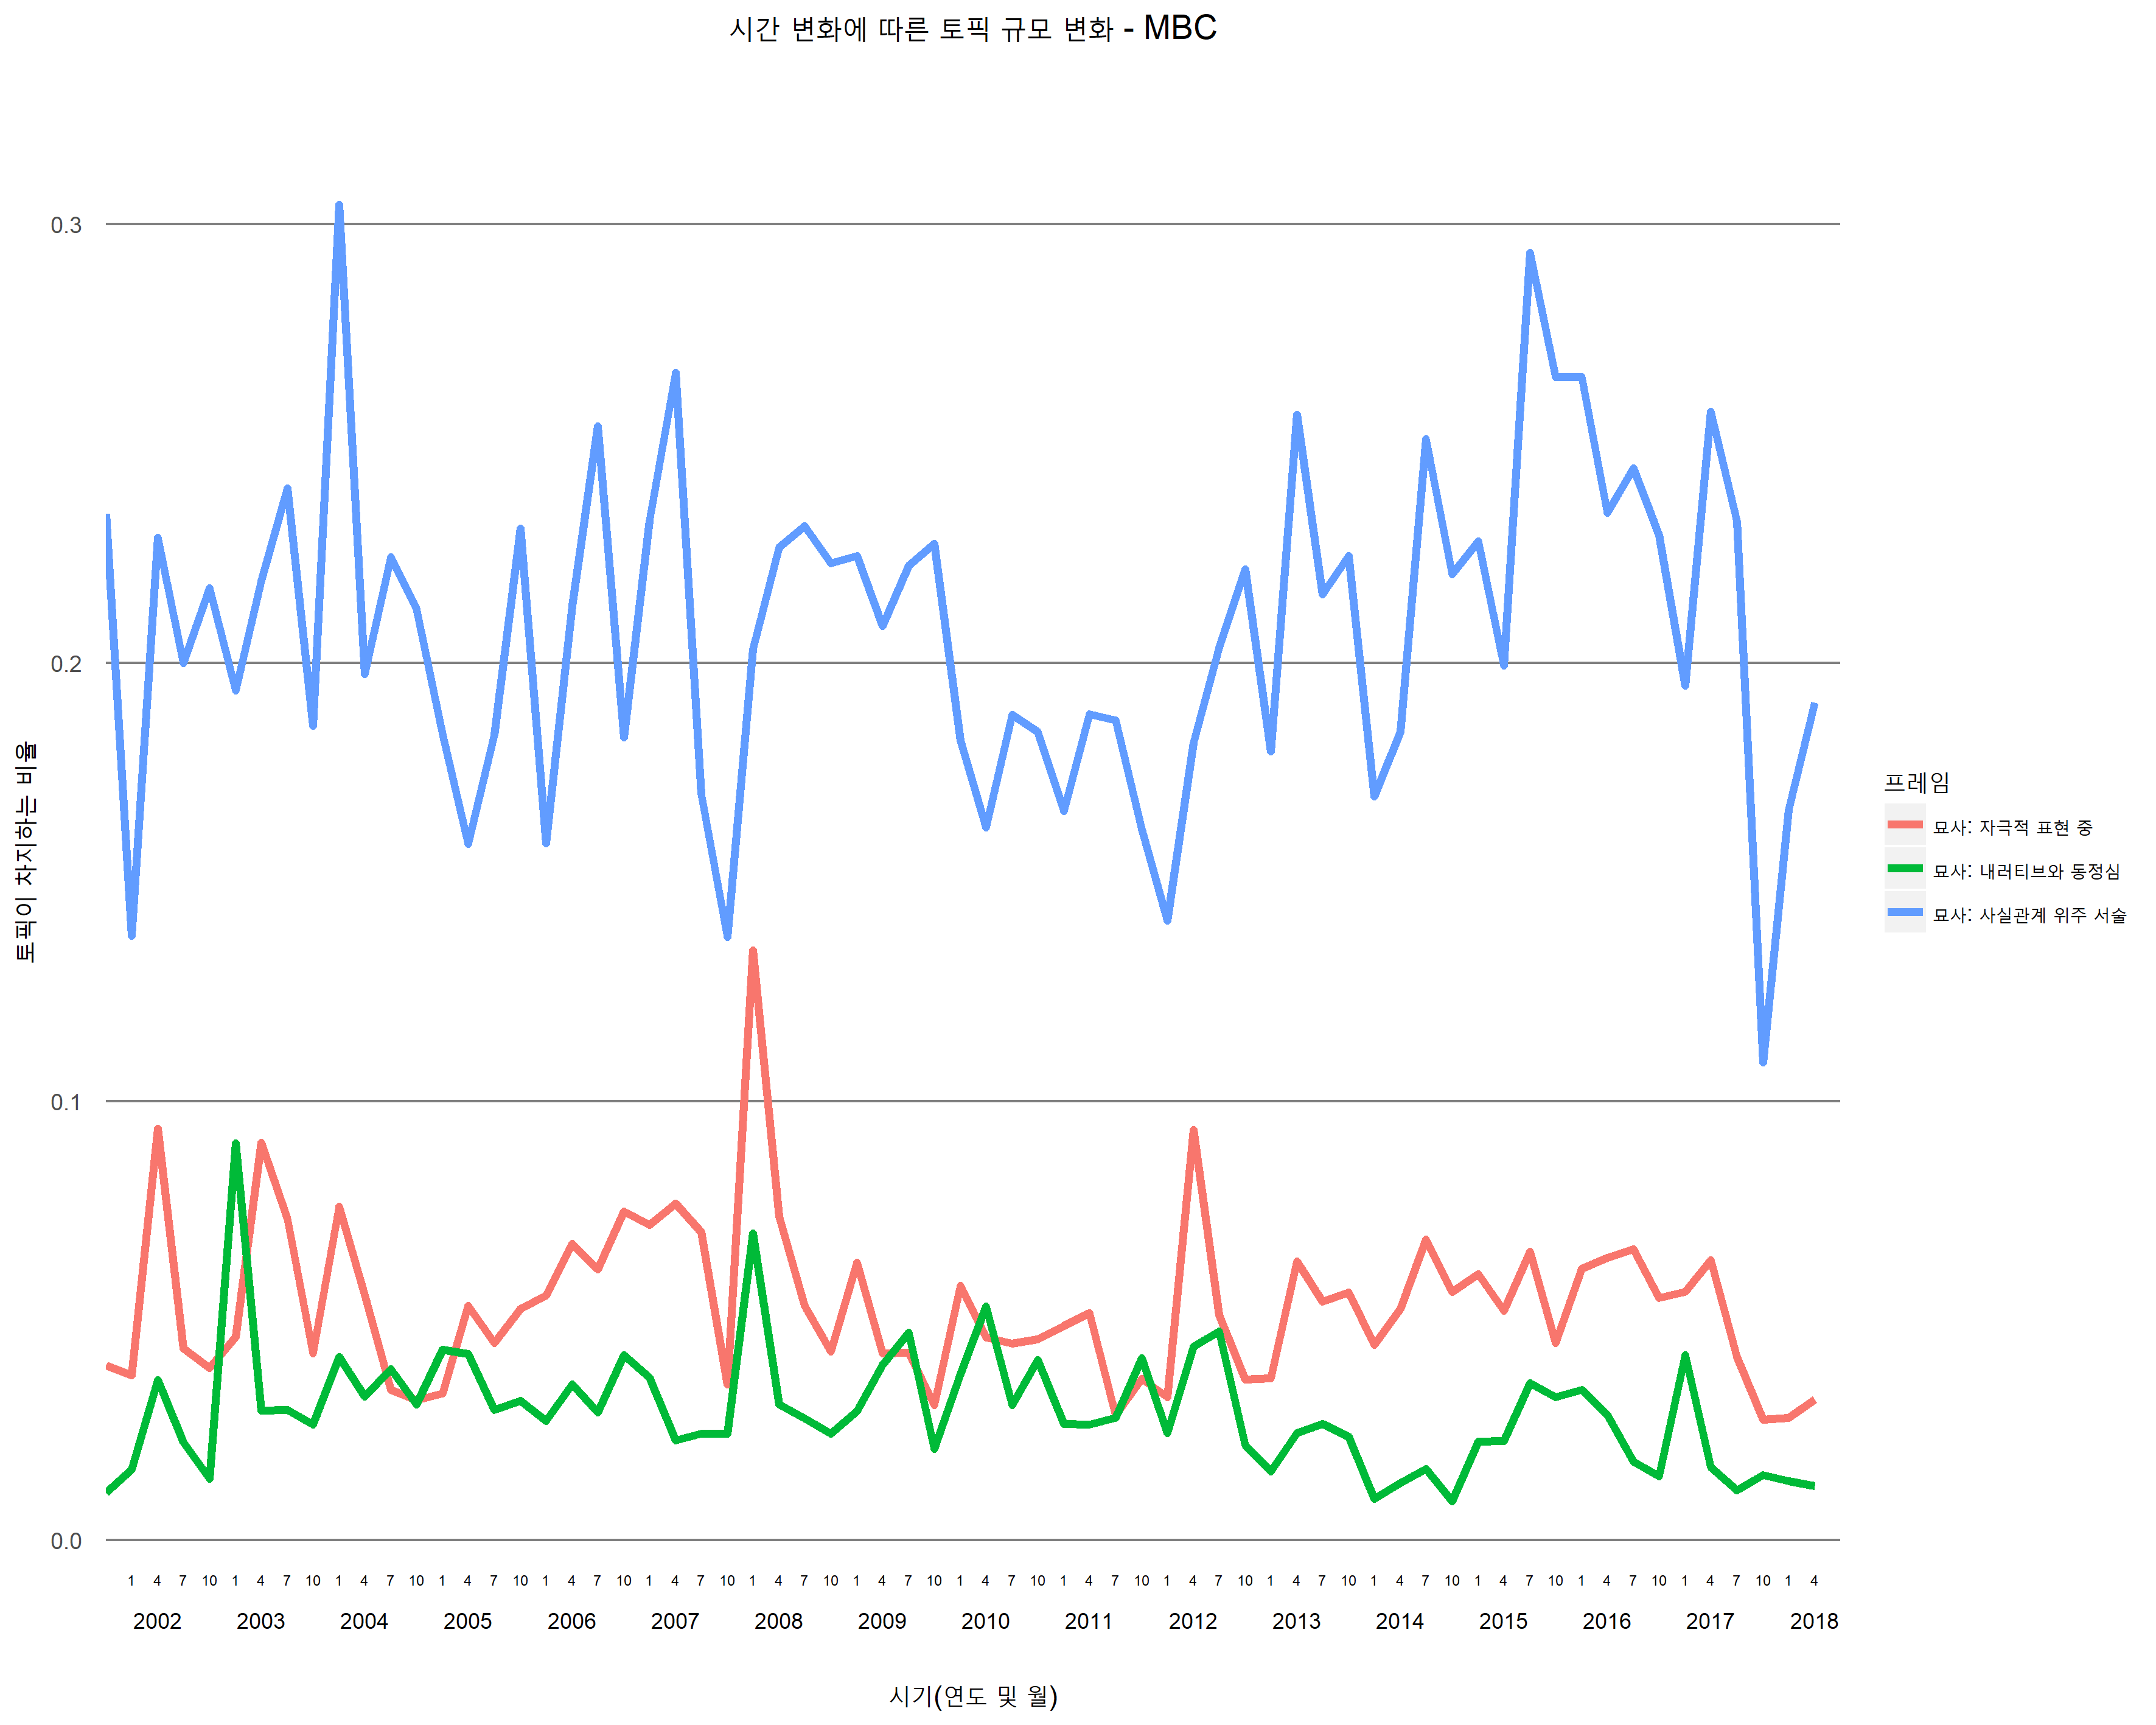 시간 변화에 따른 토픽 규모 변화 - MBC
토픽이 차지하는 비율
0.3
0.2
0.1
0.0
1 4 7 10 1 4 7 10 1 4 7 10 1 4 7 10 1 4 7 10 1 4 7 10 1 4 7 10 1 4 7 10 1 4 7 10 1 4 7 10 1 4 7 10 1 4 7 10 1 4 7 10 1 4 7 10 1 4 7 10 1 4 7 10 1 4
2002 2003 2004 2005 2006 2007 2008 2009 2010 2011 2012 2013 2014 2015 2016 2017 2018
시기(연도 및 월)
프레임
묘사: 자극적 표현 중
묘사: 내러티브와 동정심
묘사: 사실관계 위주 서술